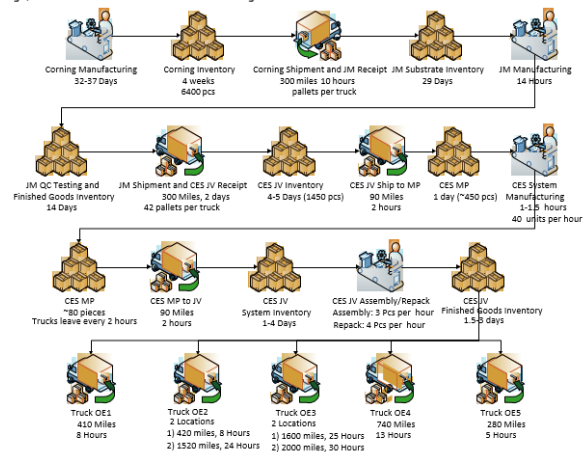 Corning Manufacturing
32-37 Days
Corning Inventory
4 weeks
6400 pcs
Corning Shipment and JM Receipt
300 miles 10 hours
pallets per truck
JM Substrate Inventory
29 Days
JM Manufacturing
14 Hours
JM QC Testing and
Finished Goods Inventory
14 Days
JM Shipment and CES JV Receipt
300 Miles, 2 days
42 pallets per truck
CES JV Inventory
4-5 Days (1450 pcs)
CES JV Ship to MP
90 Miles
2 hours
CES MP
1 day (~450 pcs)
CES System
Manufacturing
1-1.5 hours
40 units per hour
CES MP
~80 pieces
Trucks leave every 2 hours
CES MP to JV
90 Miles
2 hours
CES JV
System Inventory
1-4 Days
CES JV Assembly/Repack
Assembly: 3 Pcs per hour
Repack: 4 Pcs per hour
CES JV
Finished Goods Inventory
1.5-3 days
Truck OE1
410 Miles
8 Hours
Truck OE2
2 Locations
1) 420 miles, 8 Hours
2) 1520 miles, 24 Hours
Truck OE3
2 Locations
1) 1600 miles, 25 Hours
2) 2000 miles, 30 Hours
Truck OE4
740 Miles
13 Hours
Truck OE5
280 Miles
5 Hours